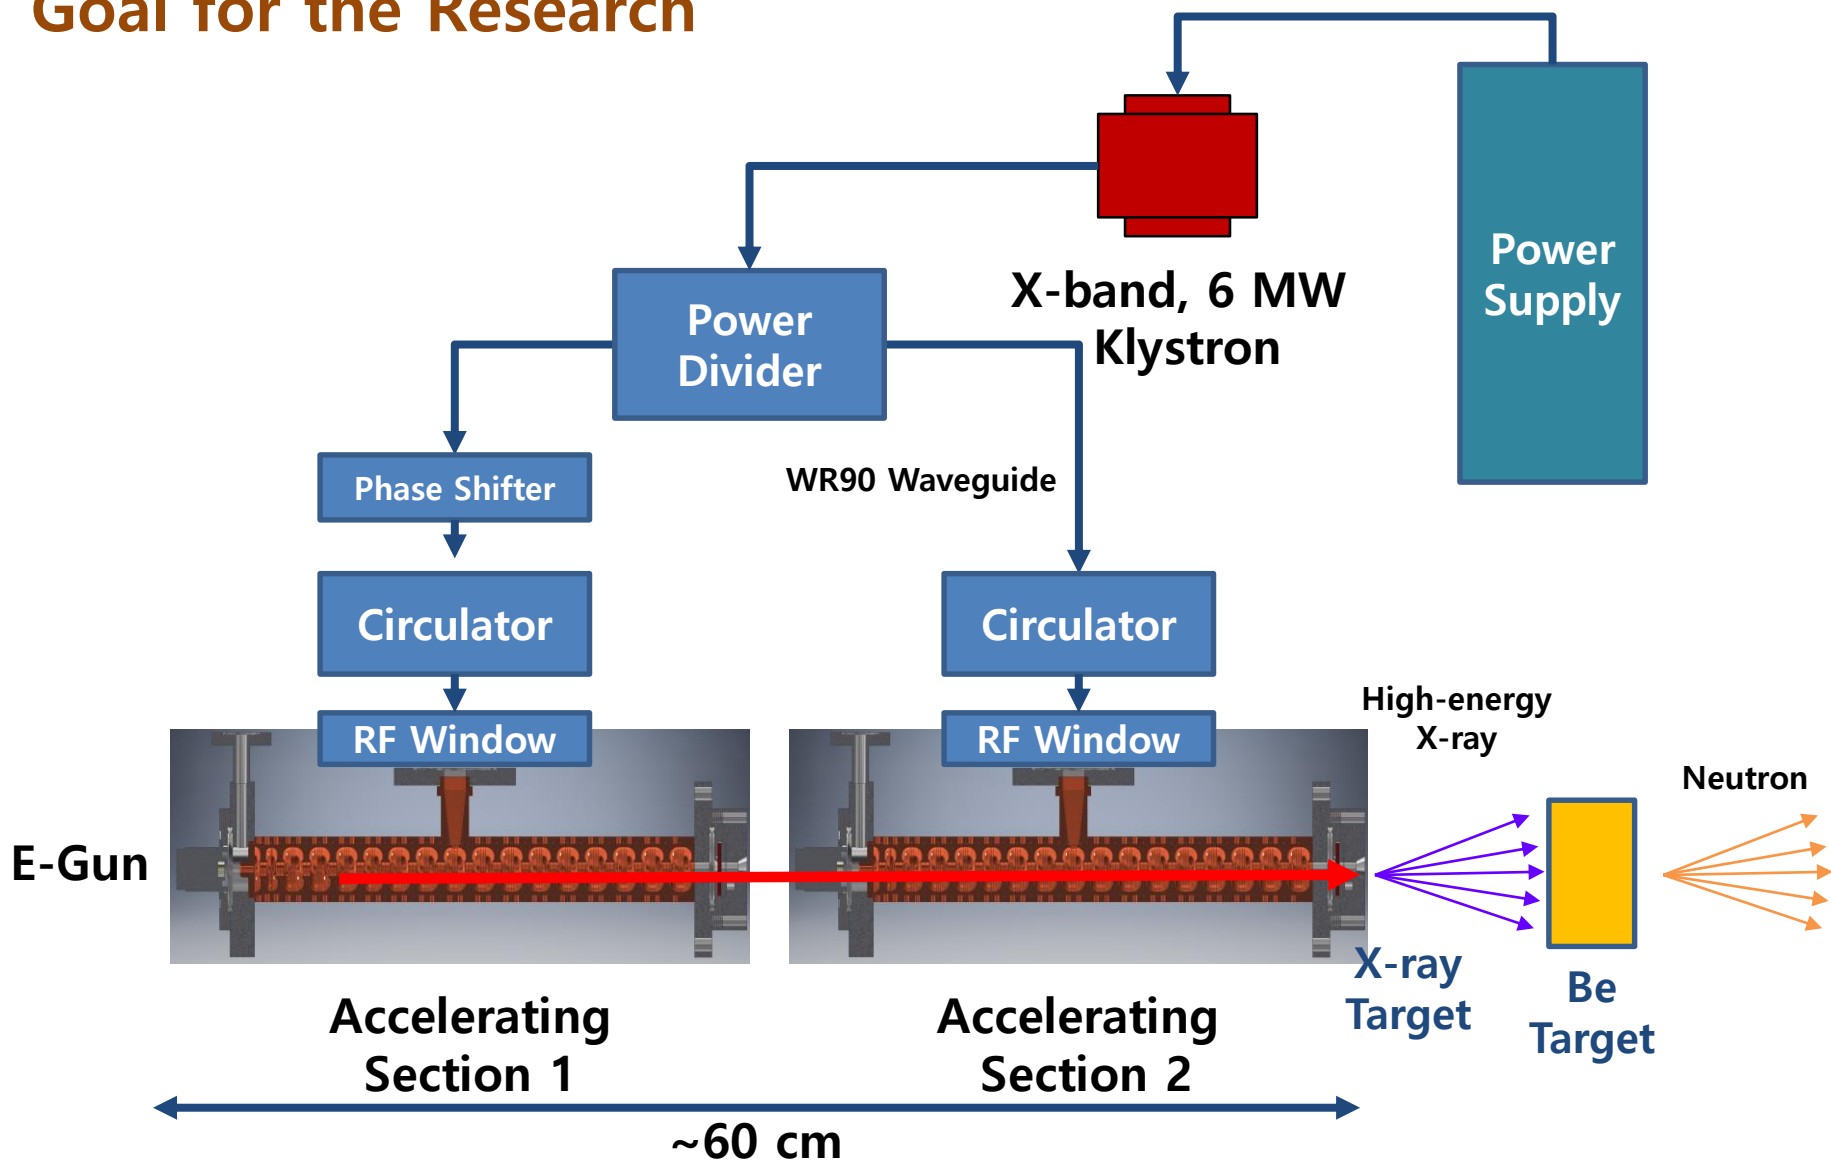 Goal for the Research
Power
Supply
X-band, 6 MW
Klystron
Power
Divider
Phase Shifter
WR90 Waveguide
Circulator
Circulator
RF Window
RF Window
High-energy
X-ray
Neutron
E-Gun
X-ray
Target
Be
Target
Accelerating
Section 1
Accelerating
Section 2
~60 cm